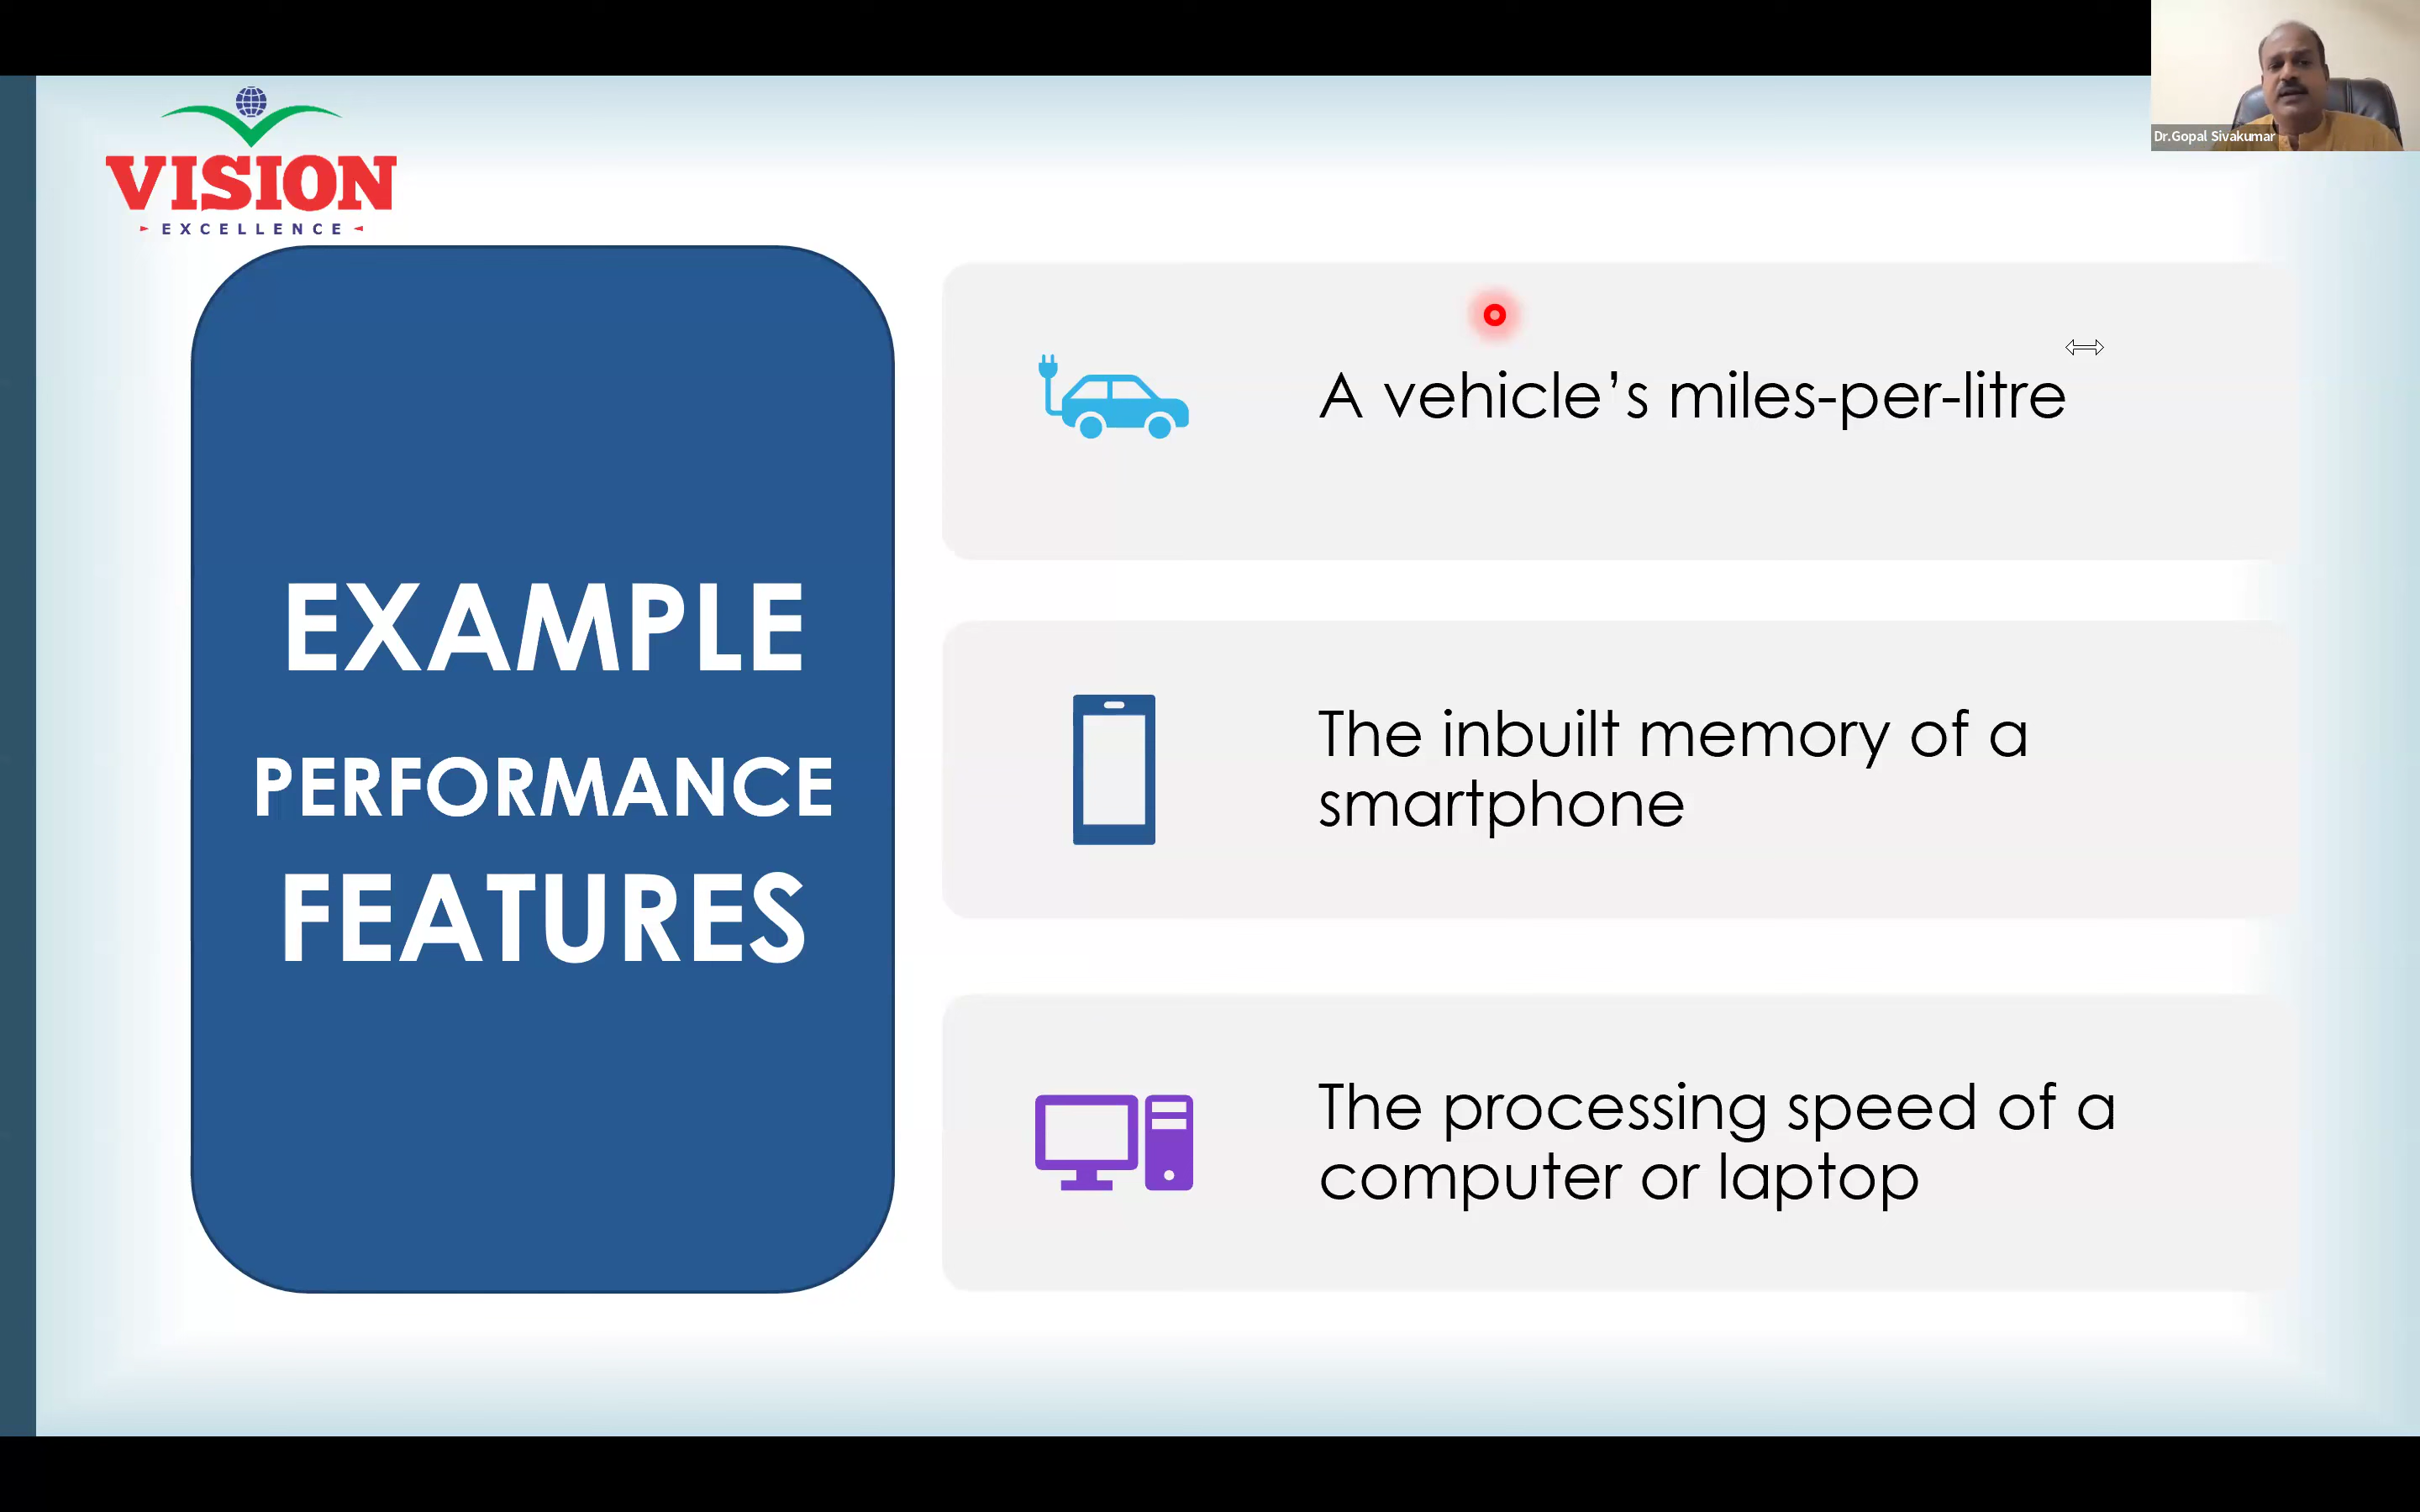 VISION
EXCELLENCE
Dr.Gopal Sivakumar
EXAMPLE
PERFORMANCE
FEATURES
A vehicle’s miles-per-litre
The inbuilt memory of a
smartphone
The processing speed of a
computer or laptop